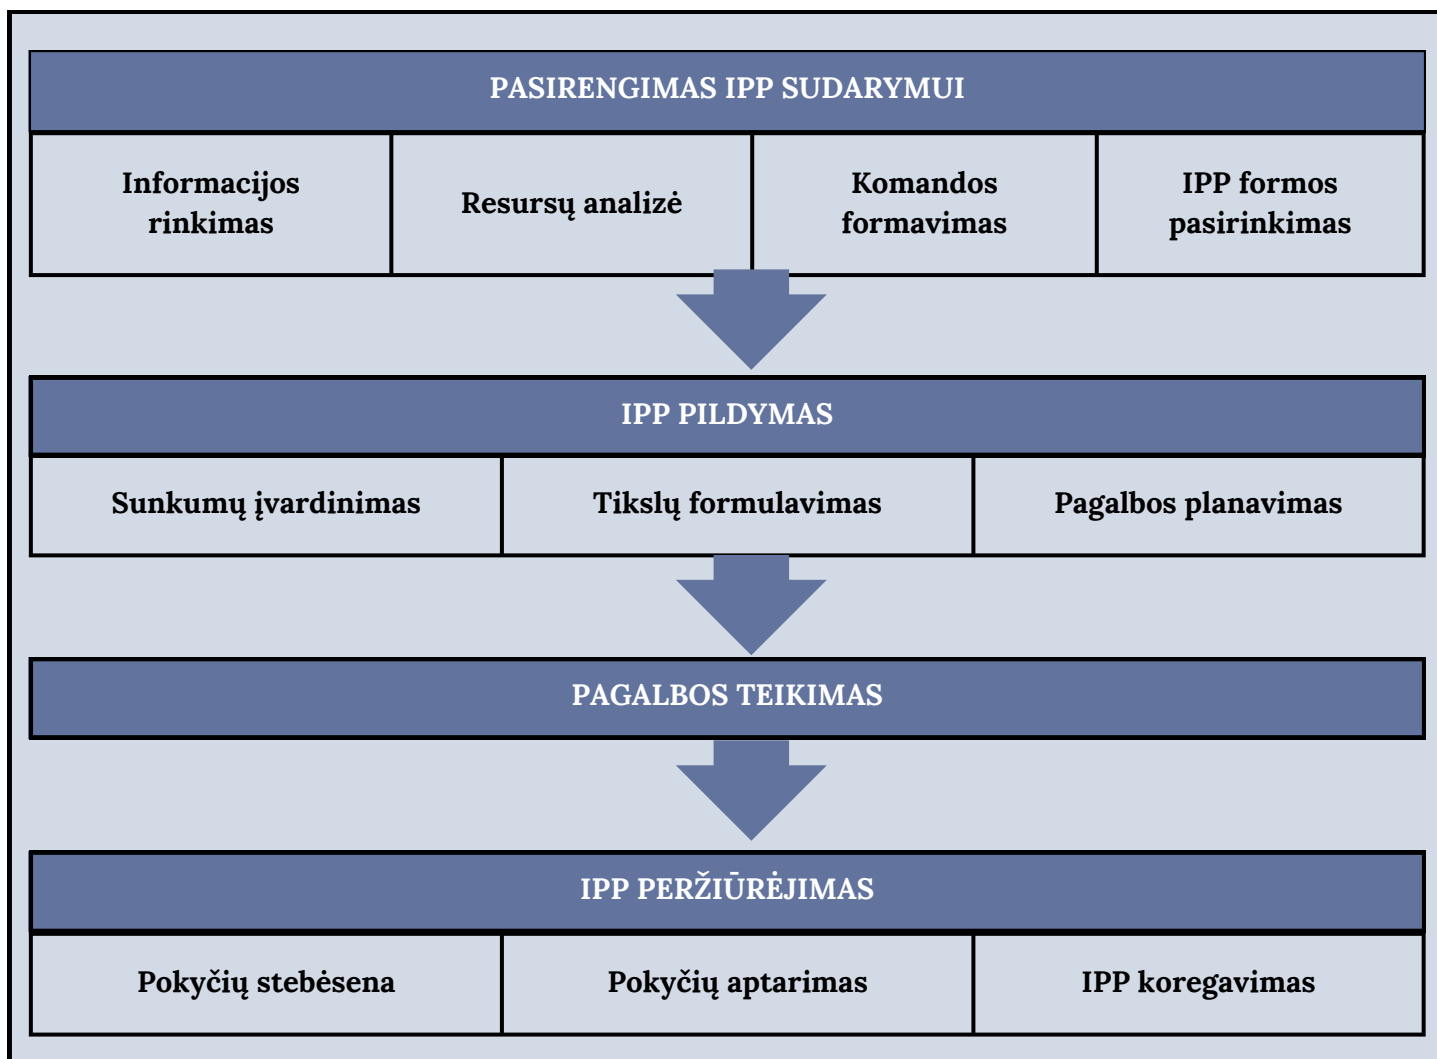 PASIRENGIMAS IPP SUDARYMUI
Informacijos
rinkimas
Resursų analizė
Komandos
formavimas
IPP formos
pasirinkimas
IPP PILDYMAS
Sunkumų įvardinimas
Tikslų formulavimas
Pagalbos planavimas
PAGALBOS TEIKIMAS
IPP PERŽIŪRĖJIMAS
Pokyčių stebėsena
Pokyčių aptarimas
IPP koregavimas